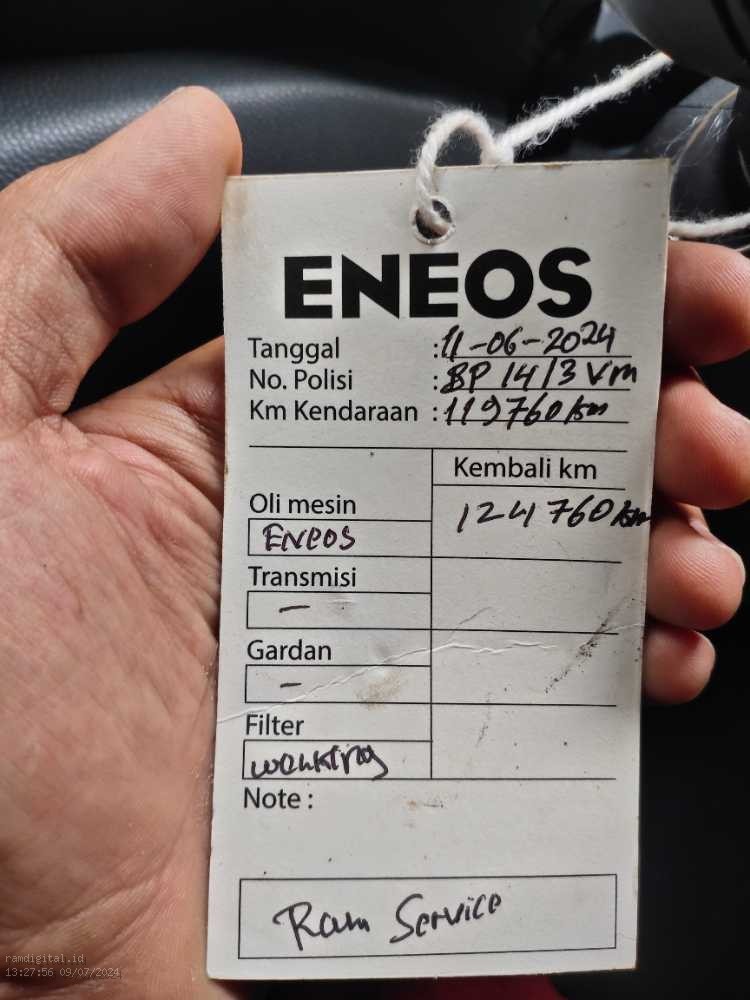 ENEOS
Tanggal : 11-06-2024
No. Polisi : BP 1413 VM
Km Kendaraan : 119760 km
Kembali km
Oli mesin
ENEOS
124760 km
Transmisi
-
Gardan
-
Filter
Note :
Ram Service
ramdigital.id
13:27:56 09/07/2024